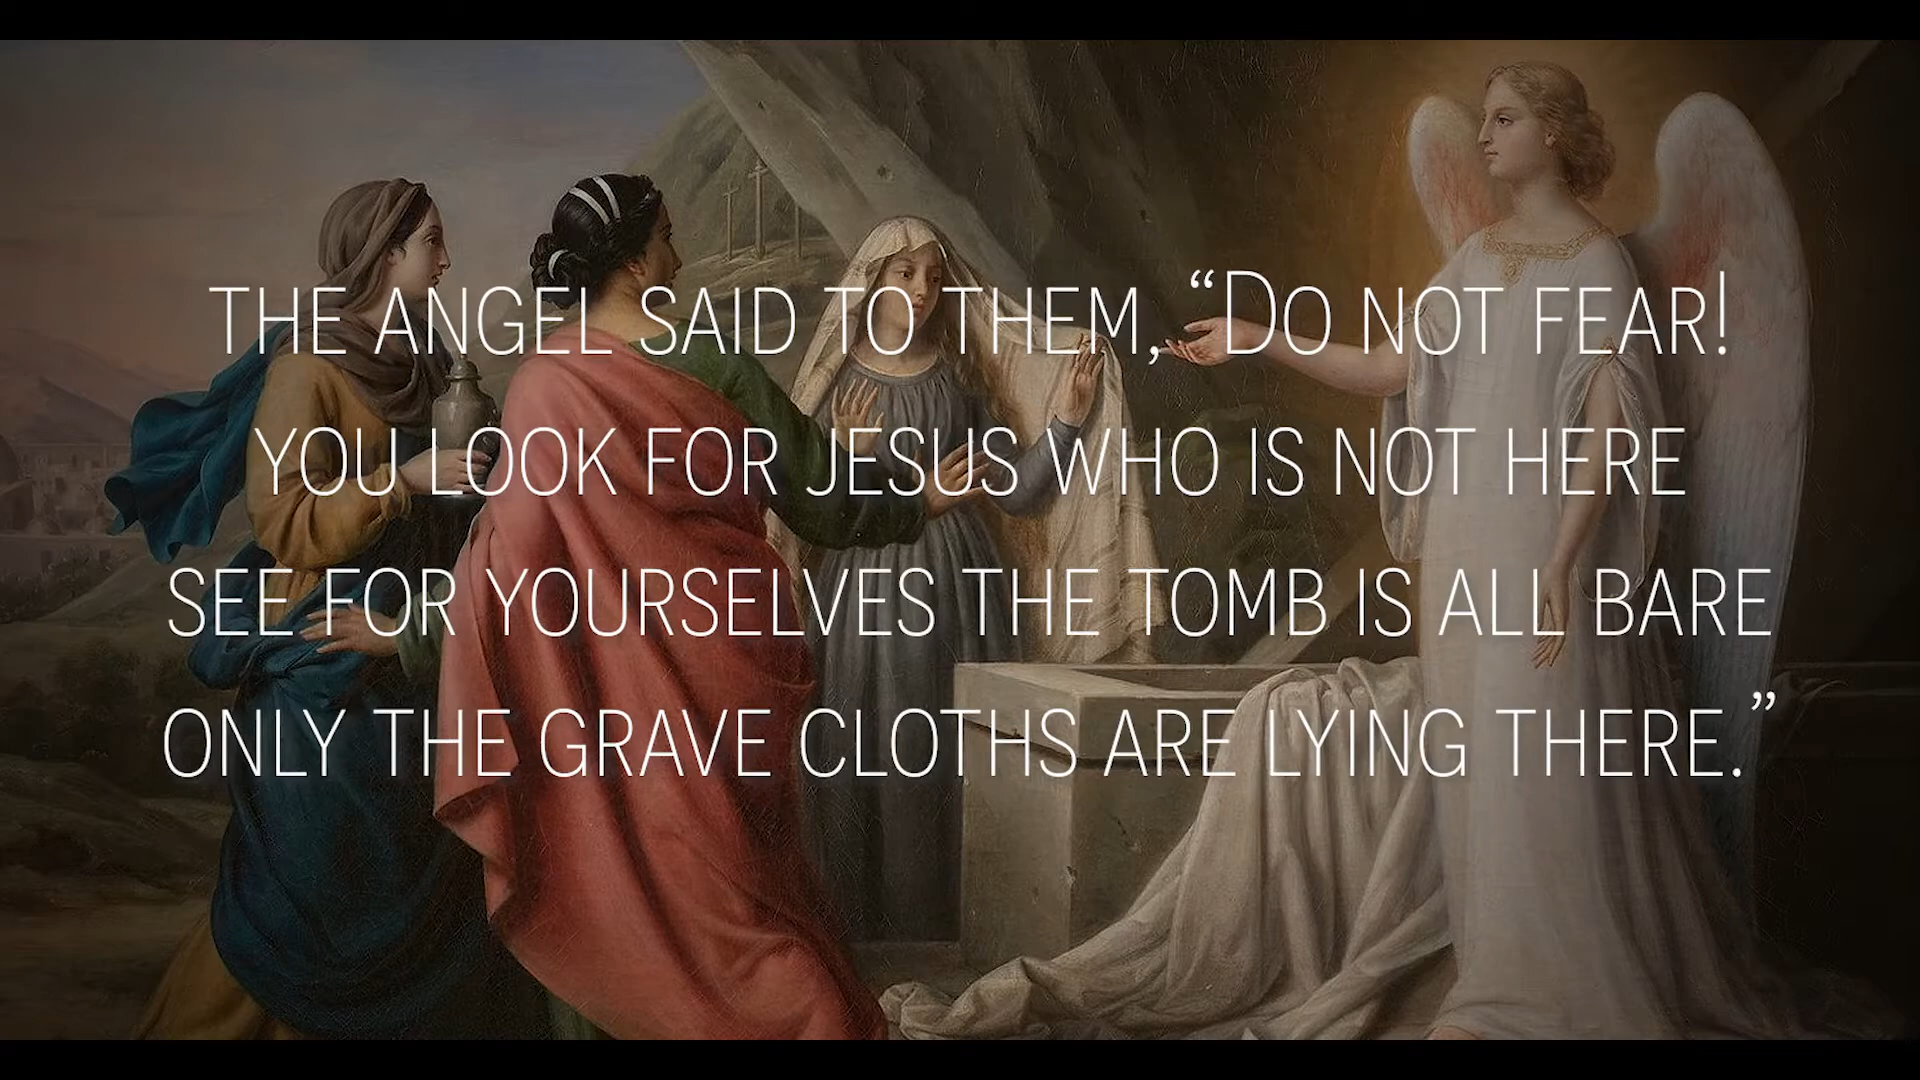 THE ANGEL SAID TO THEM, “DO NOT FEAR!
YOU LOOK FOR JESUS WHO IS NOT HERE
SEE FOR YOURSELVES THE TOMB IS ALL BARE
ONLY THE GRAVE CLOTHS ARE LYING THERE.”